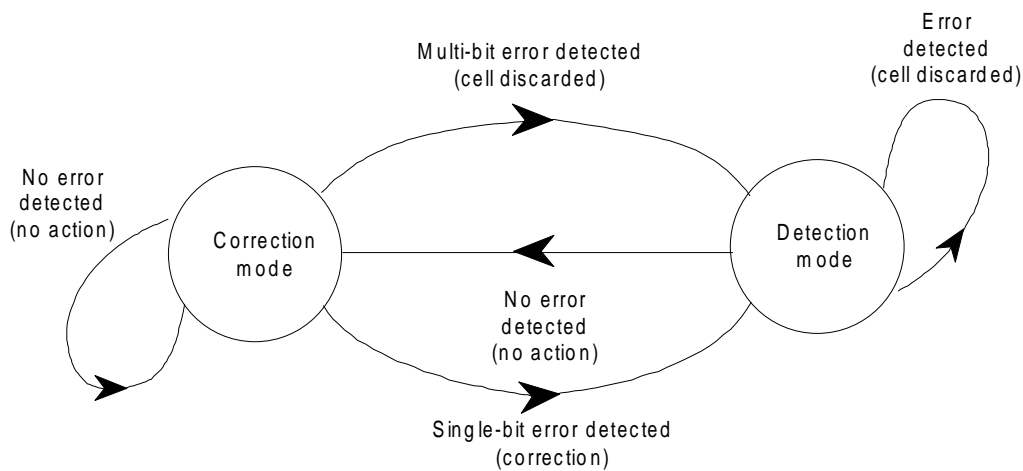 Multi-bit error detected
(cell discarded)
Error
detected
(cell discarded)
No error
detected
(no action)
Correction
mode
Detection
mode
No error
detected
(no action)
Single-bit error detected
(correction)